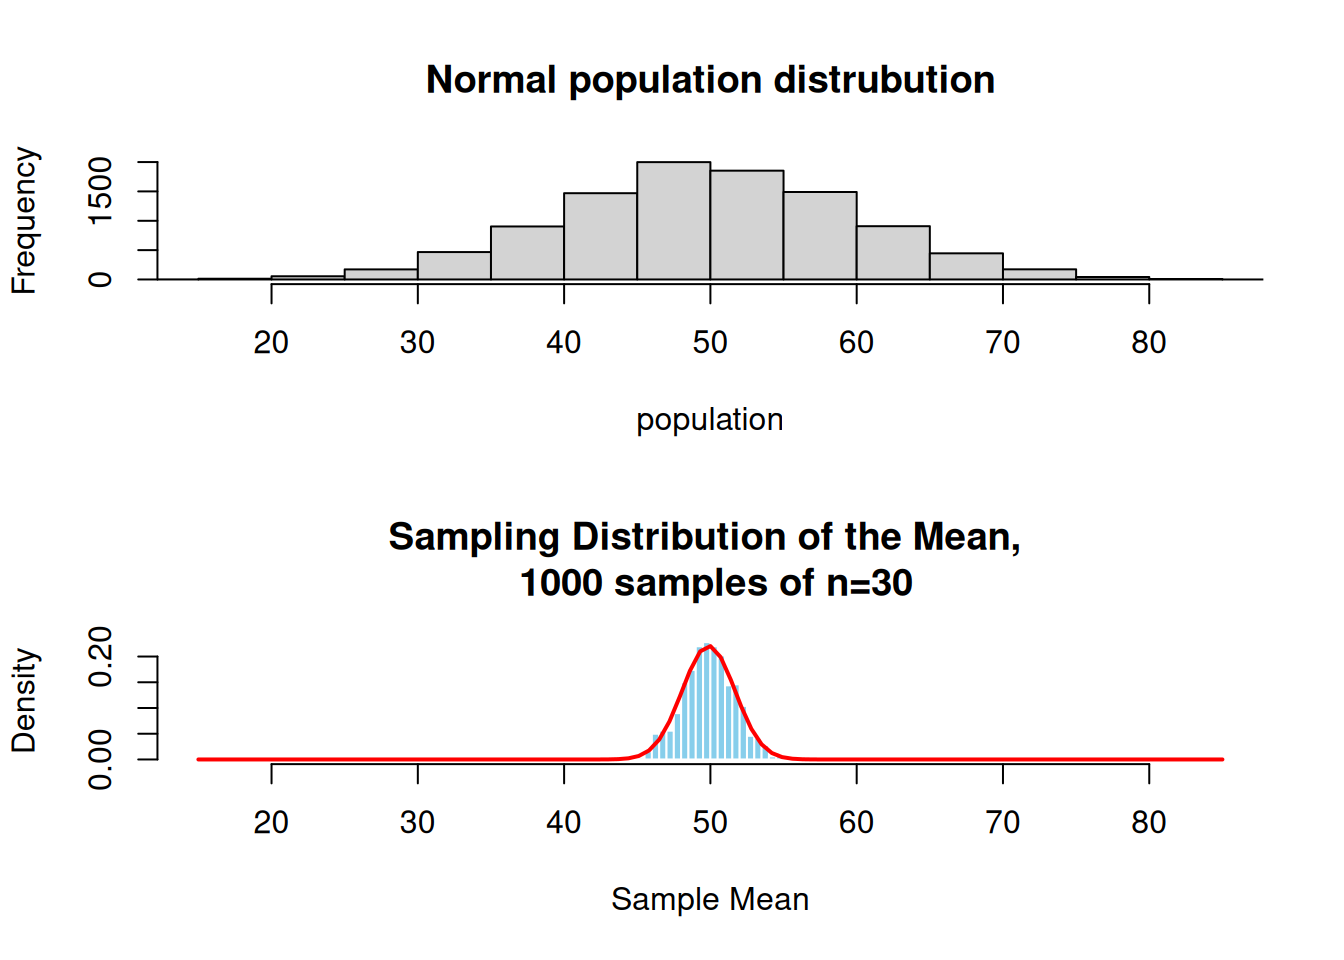 Normal population distrubution
Frequency
1500
0
20 30 40 50 60 70 80
population
Sampling Distribution of the Mean,
1000 samples of n=30
Density
0.20
0.00
20 30 40 50 60 70 80
Sample Mean